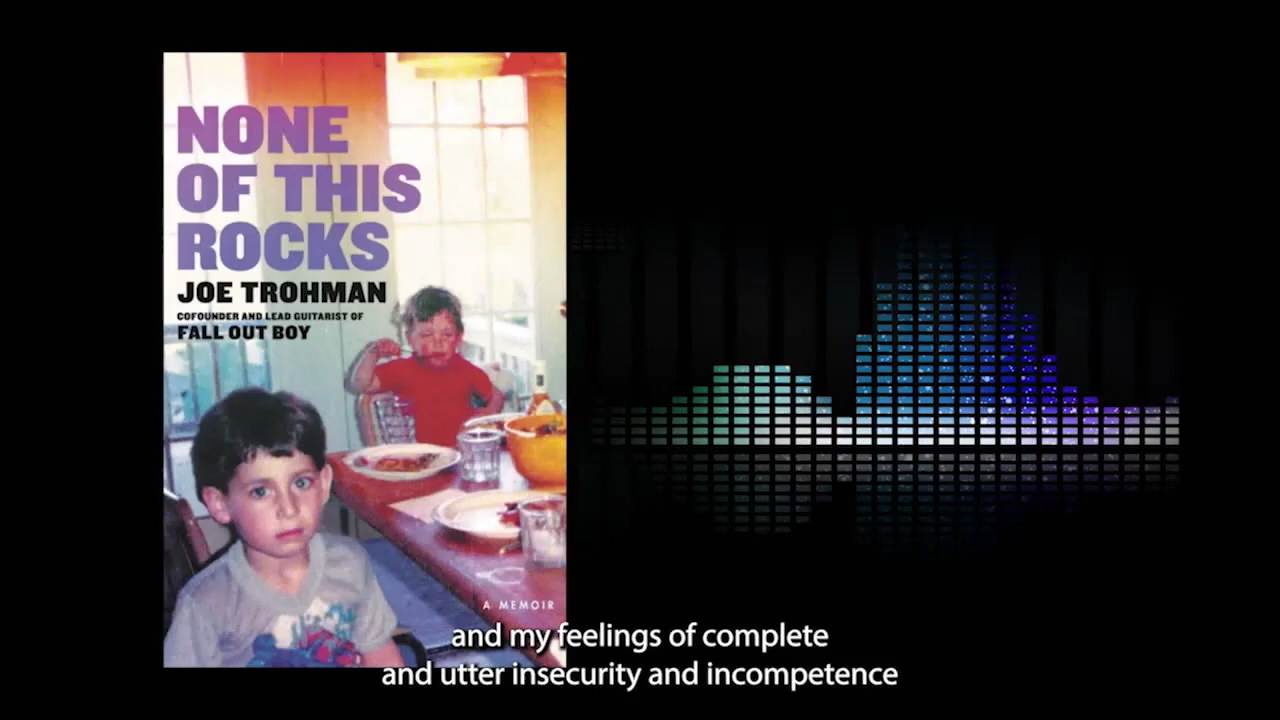 NONE
OF THIS
ROCKS
JOE TROHMAN
COFOUNDER AND LEAD GUITARIST OF
FALL OUT BOY
A MEMOIR
and my feelings of complete
and utter insecurity and incompetence